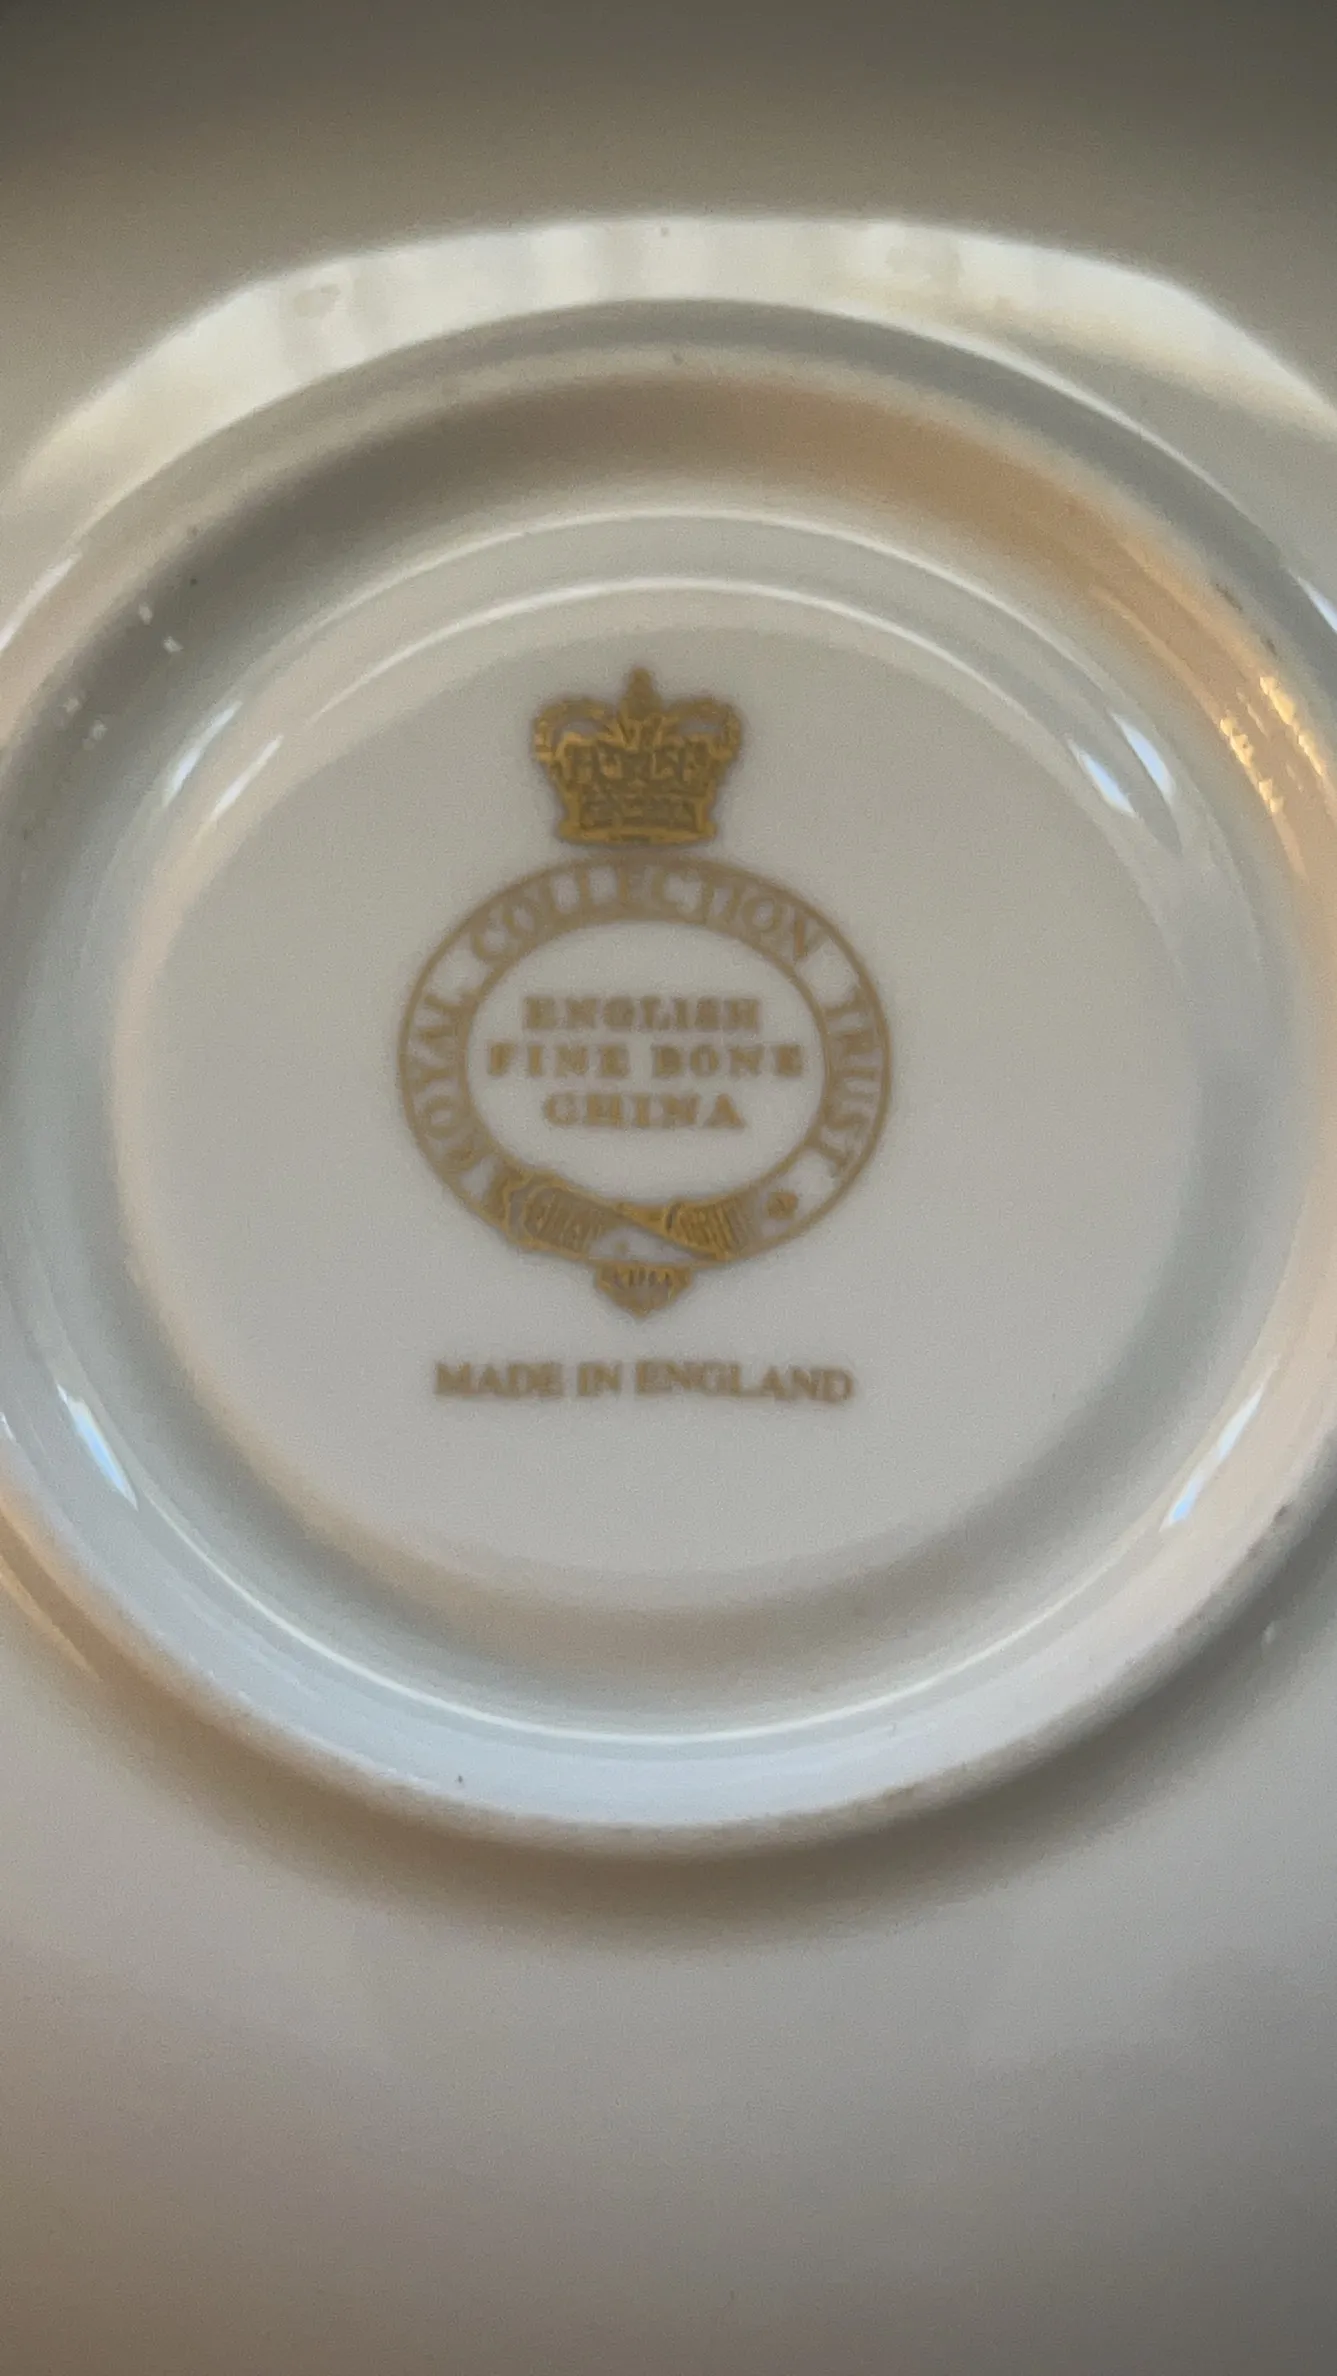 ROYAL COLLECTION TRUST
ENGLISH
FINE BONE
CHINA
MADE IN ENGLAND